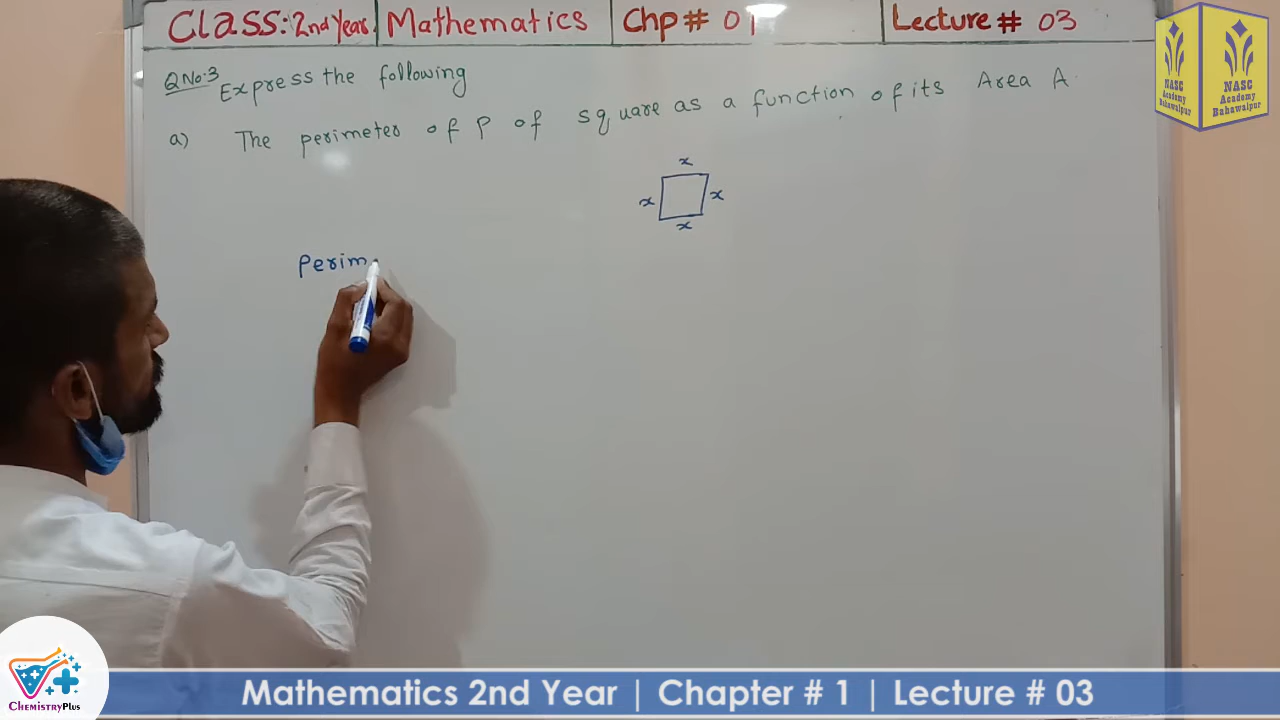 Class: 2nd Year. Mathematics Chp # 01 Lecture # 03
Q No:3 Express the following
a) The perimeter of P of square as a function of its Area A.
x
x x
x
Perim
NASC Academy Bahawalpur
NASC Academy Bahawalpur
ChemistryPlus
Mathematics 2nd Year | Chapter # 1 | Lecture # 03